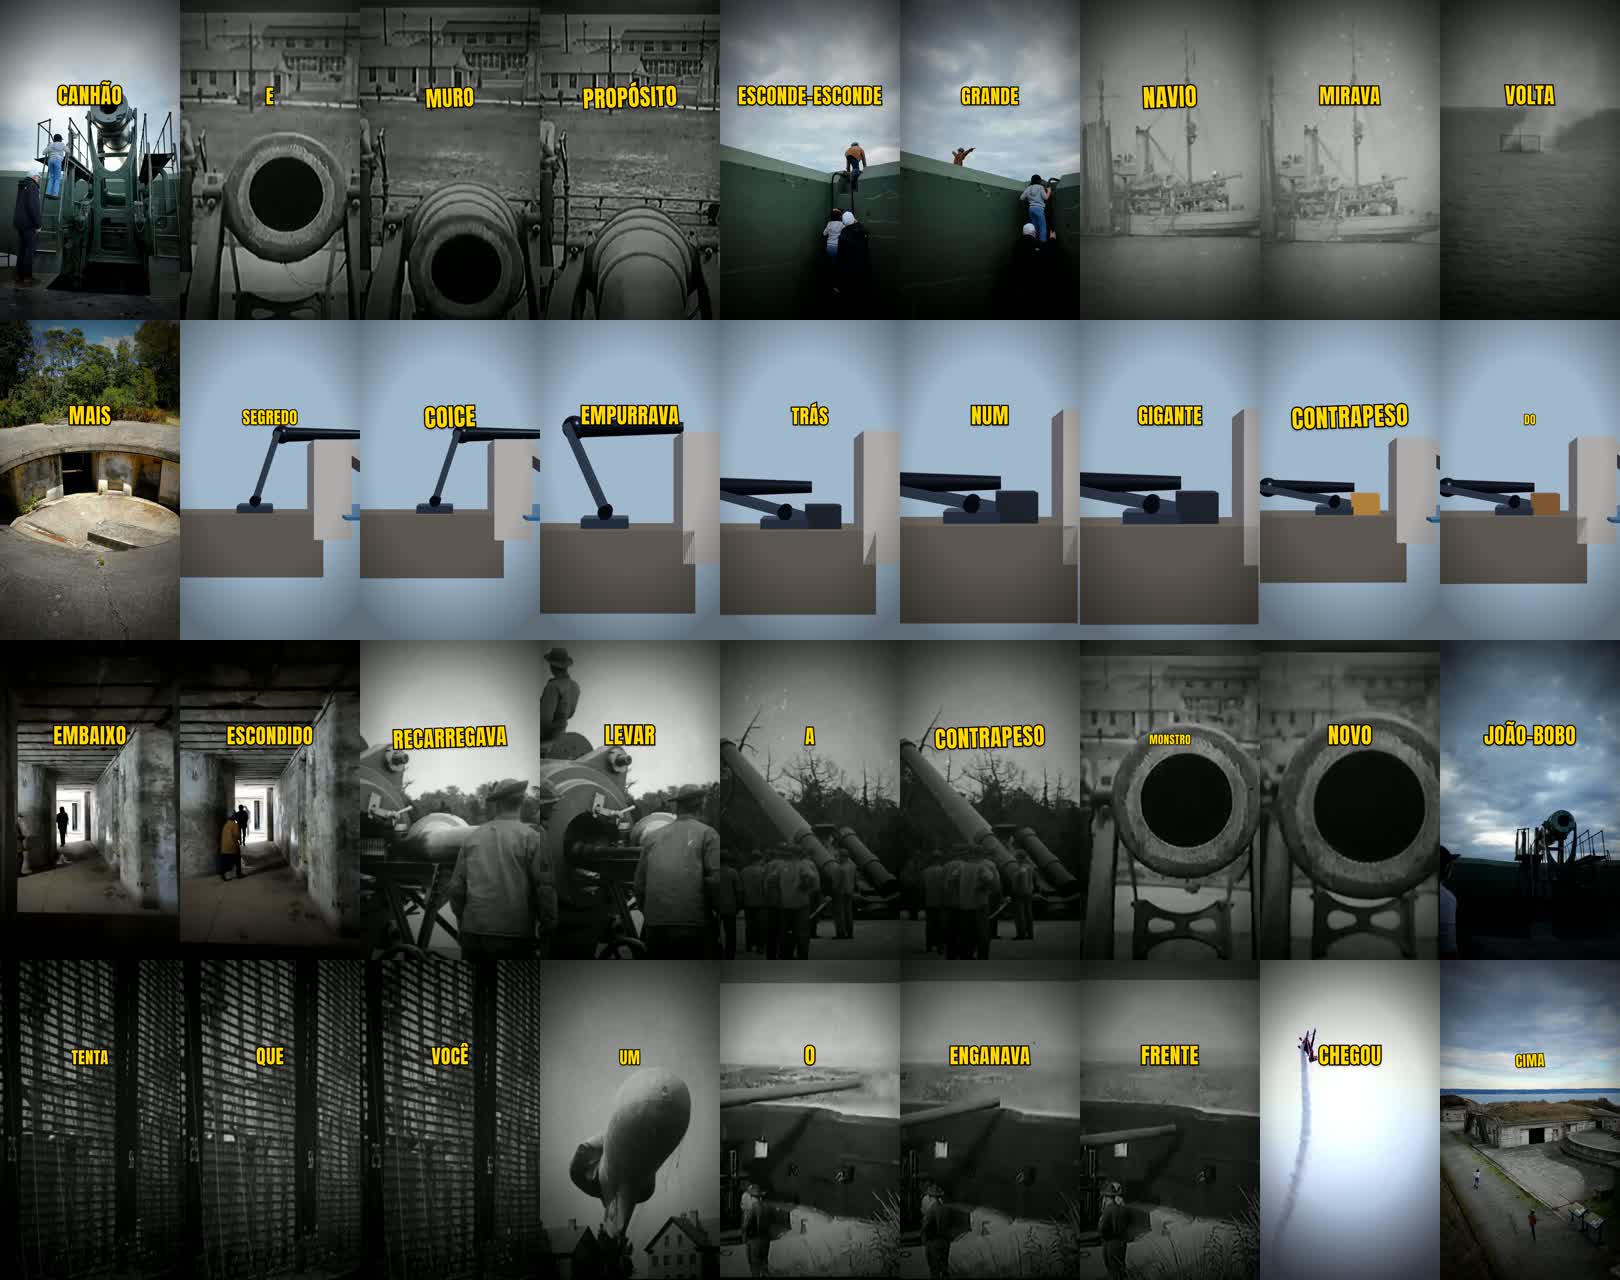 CANHÃO
E
MURO
PROPÓSITO
ESCONDE-ESCONDE
GRANDE
NAVIO
MIRAVA
VOLTA
MAIS
SEGREDO
COICE
EMPURRAVA
TRÁS
NUM
GIGANTE
CONTRAPESO
DO
EMBAIXO
ESCONDIDO
RECARREGAVA
LEVAR
A
CONTRAPESO
MONSTRO
NOVO
JOÃO-BOBO
TENTA
QUE
VOCÊ
UM
O
ENGANAVA
FRENTE
CHEGOU
CIMA